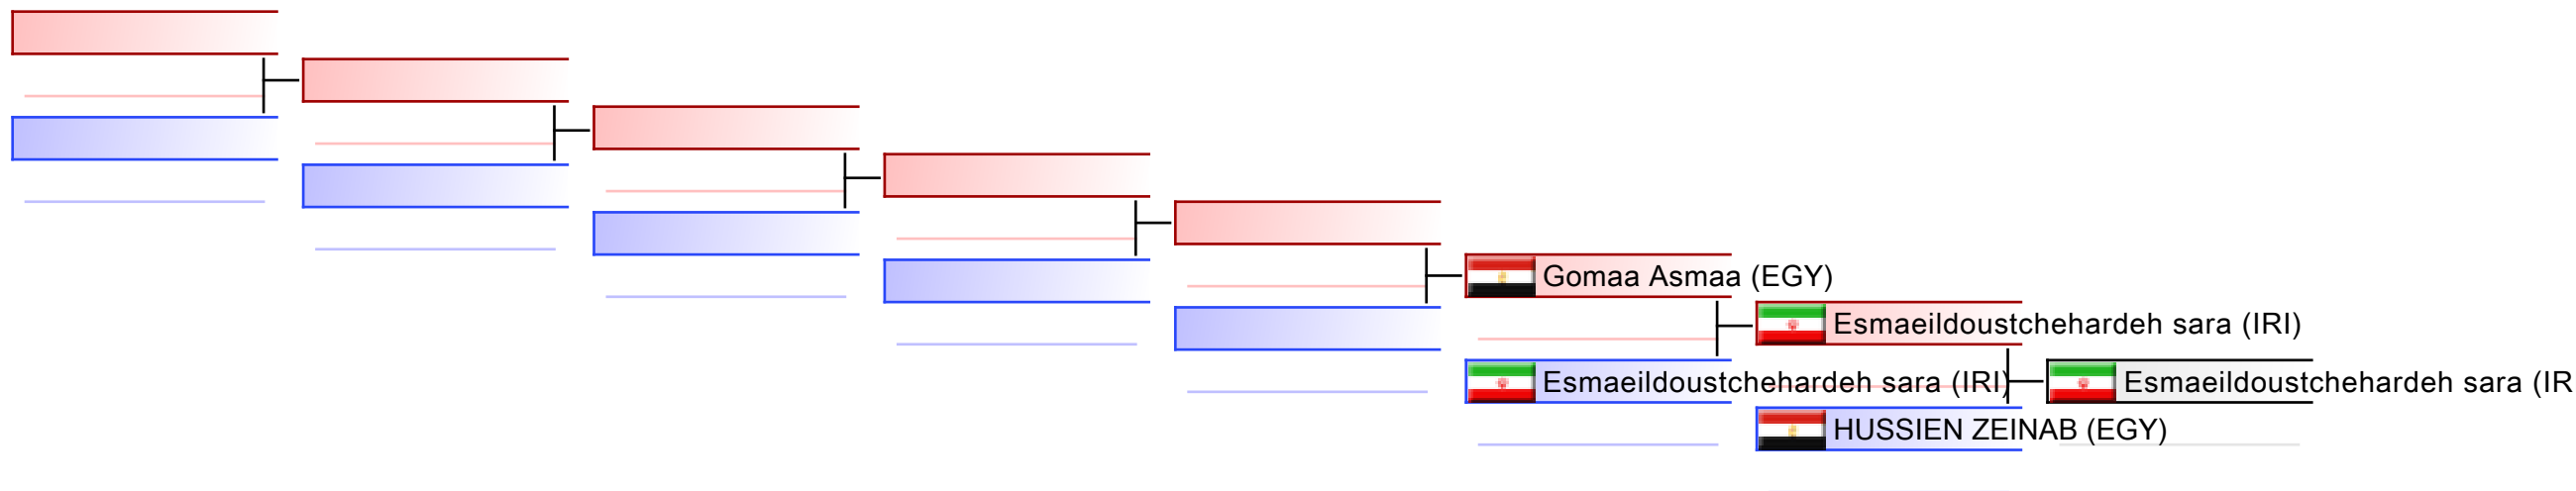 Gomaa Asmaa (EGY)
Esmaeildoustchehardeh sara (IRI)
Esmaeildoustchehardeh sara (IRI)
Esmaeildoustchehardeh sara (IR
HUSSIEN ZEINAB (EGY)